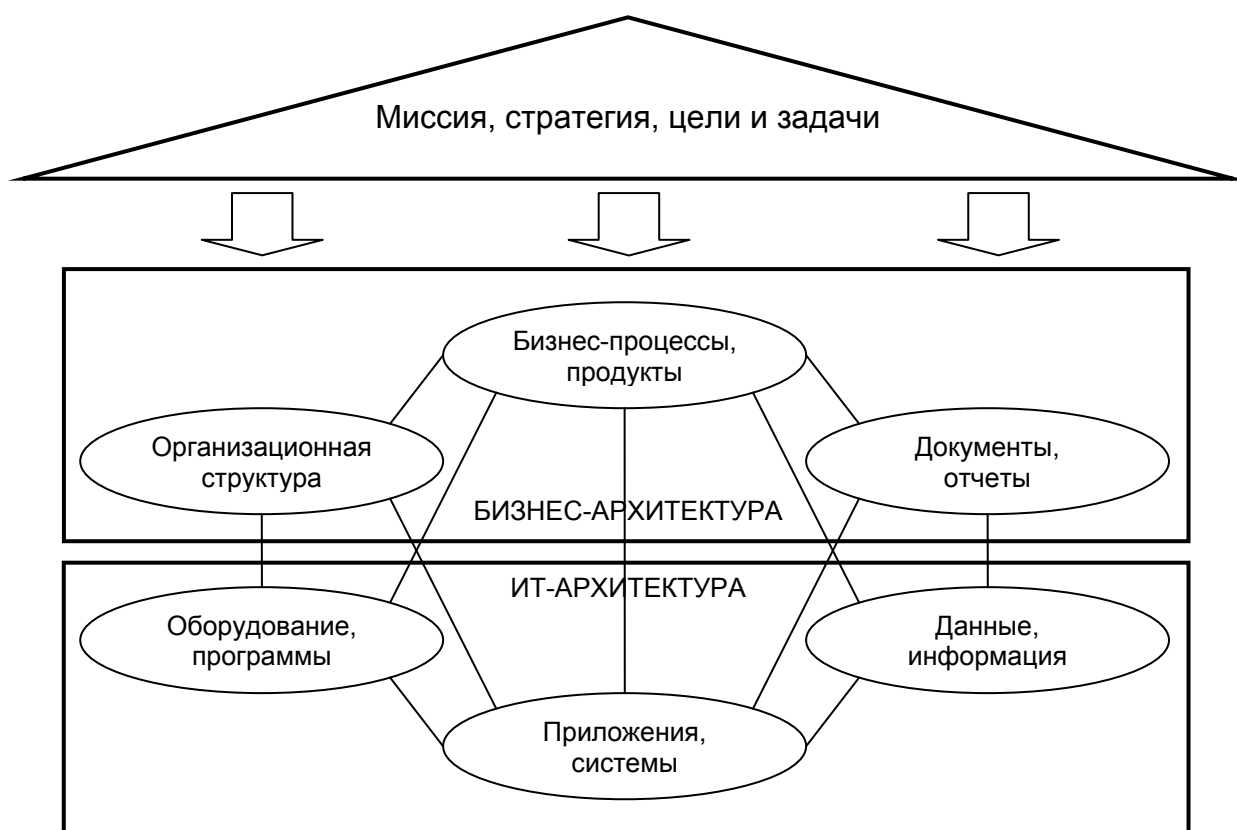 Миссия, стратегия, цели и задачи
Бизнес-процессы,
продукты
Организационная
структура
Документы,
отчеты
БИЗНЕС-АРХИТЕКТУРА
ИТ-АРХИТЕКТУРА
Оборудование,
программы
Данные,
информация
Приложения,
системы